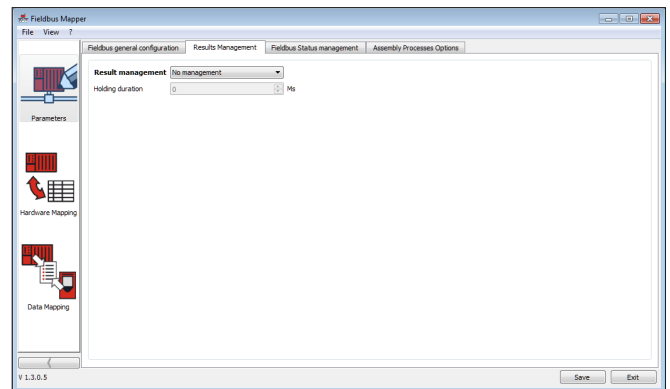 Fieldbus Mapper
File View ?
Fieldbus general configuration Results Management Fieldbus Status management Assembly Processes Options
Result management No management
Holding duration 0 Ms
Parameters
Hardware Mapping
Data Mapping
V 1.3.0.5 Save Exit